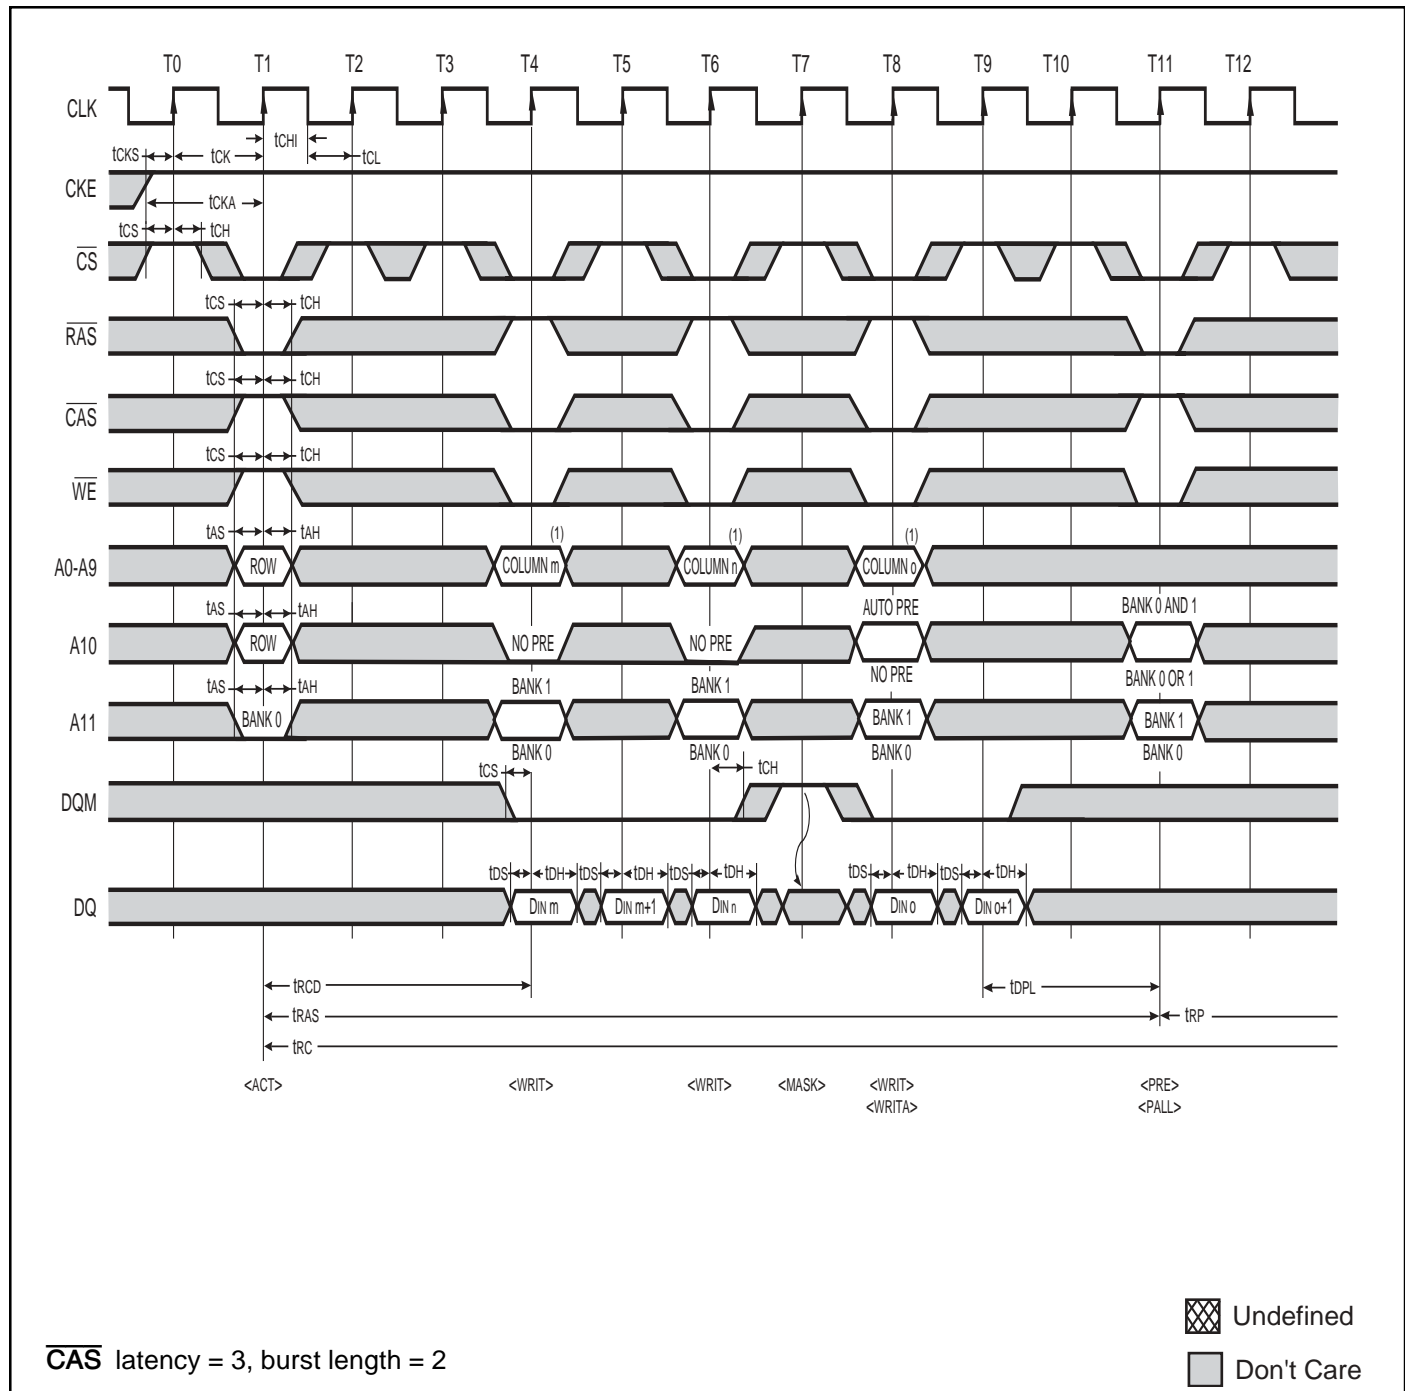 T0 T1 T2 T3 T4 T5 T6 T7 T8 T9 T10 T11 T12
CLK
tCHI
tCKS tCK tCL
CKE
tCKA
tCS tCH
CS
tCS tCH
RAS
tCS tCH
CAS
tCS tCH
WE
tAS tAH (1) (1) (1)
A0-A9 ROW COLUMN m COLUMN n COLUMN o
tAS tAH AUTO PRE BANK 0 AND 1
A10 ROW NO PRE NO PRE
NO PRE BANK 0 OR 1
tAS tAH BANK 1 BANK 1
A11 BANK 0 BANK 1 BANK 1
BANK 0 BANK 0 BANK 0 BANK 0
tCS tCH
DQM
tDS tDH tDS tDH tDS tDH tDS tDH tDS tDH
DQ DIN m DIN m+1 DIN n DIN o DIN o+1
tRCD tDPL
tRAS tRP
tRC
<ACT> <WRIT> <WRIT> <MASK> <WRIT> <PRE>
<WRITA> <PALL>
Undefined
CAS latency = 3, burst length = 2
Don't Care